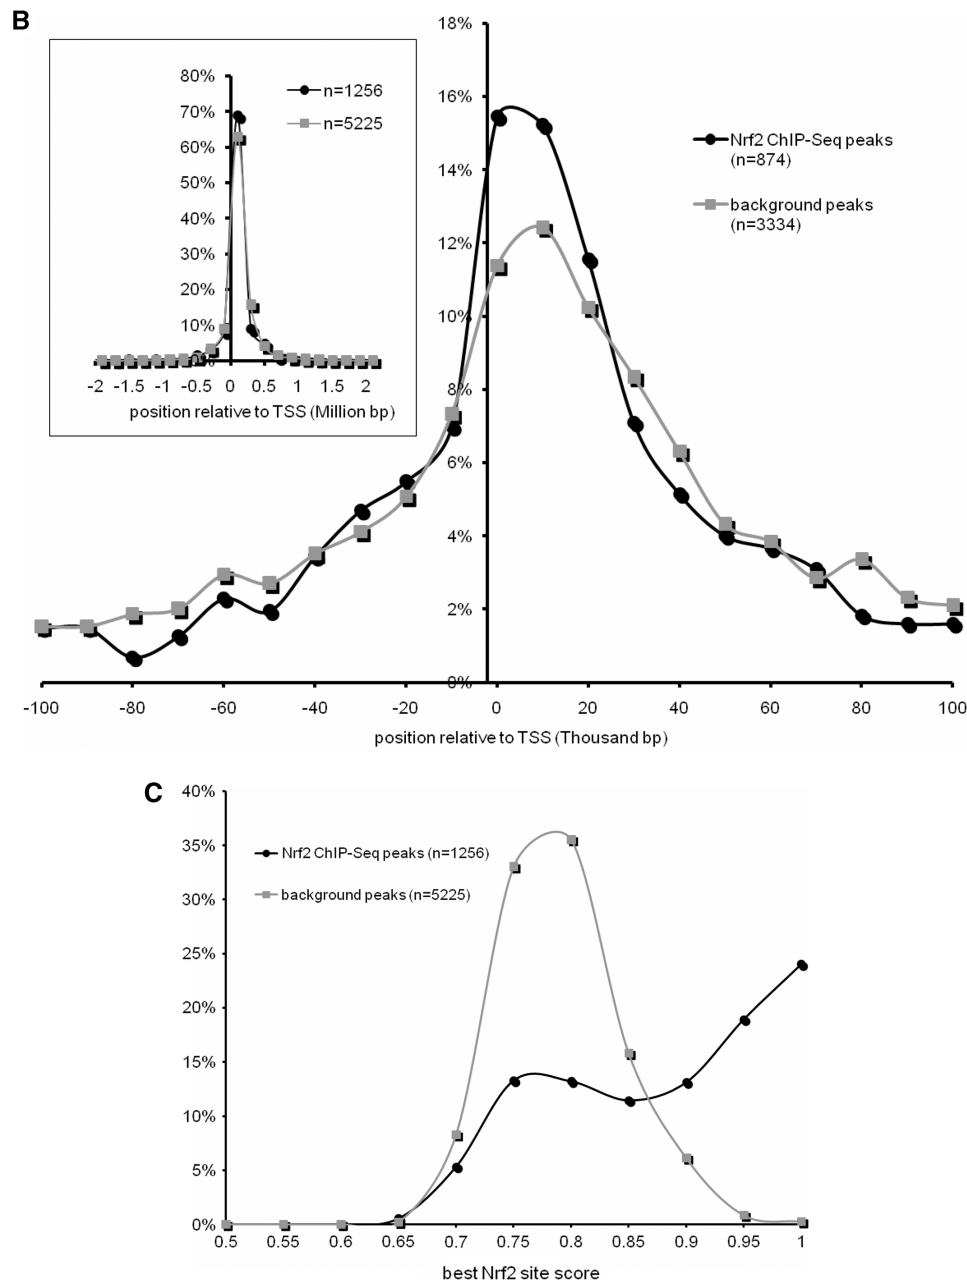 B
18%
16%
14%
12%
10%
8%
6%
4%
2%
0%
Nrf2 ChIP-Seq peaks
(n=874)
background peaks
(n=3334)
80%
70%
60%
50%
40%
30%
20%
10%
0%
n=1256
n=5225
-2 -1.5 -1 -0.5 0 0.5 1 1.5 2
position relative to TSS (Million bp)
-100 -80 -60 -40 -20 0 20 40 60 80 100
position relative to TSS (Thousand bp)
C
40%
35%
30%
25%
20%
15%
10%
5%
0%
Nrf2 ChIP-Seq peaks (n=1256)
background peaks (n=5225)
0.5 0.55 0.6 0.65 0.7 0.75 0.8 0.85 0.9 0.95 1
best Nrf2 site score